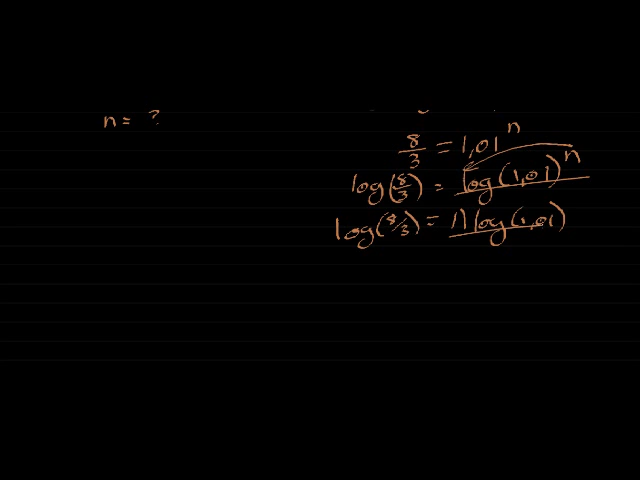 n = ?
8/3 = 1,01^n
log(8/3) = log(1,01)^n
log(8/3) = n log(1,01)